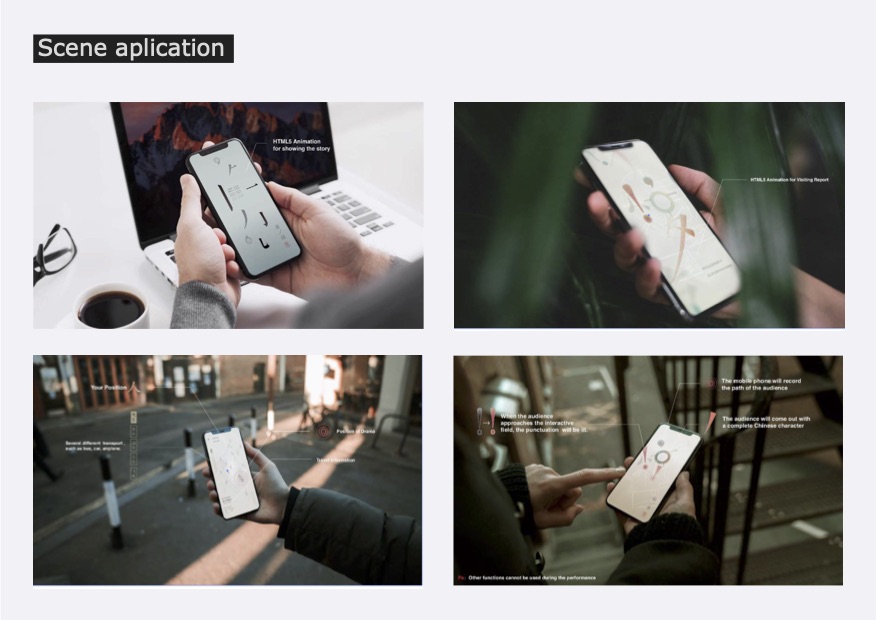 Scene aplication
HTML5 Animation
for showing the story
HTML5 Animation for Visiting Report
Your Position
Several different transport,
such as bus, car, airplane.
Position of Drama
Travel Information
When the audience
approaches the interactive
field, the punctuation will be lit.
The mobile phone will record
the path of the audience
The audience will come out with
a complete Chinese character
Ps: Other functions cannot be used during the performance